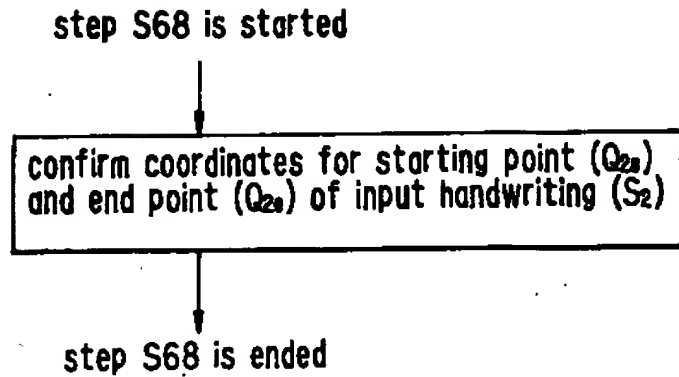 step S68 is started
confirm coordinates for starting point (Q₂ₛ)
and end point (Q₂ₑ) of input handwriting (S₂)
step S68 is ended